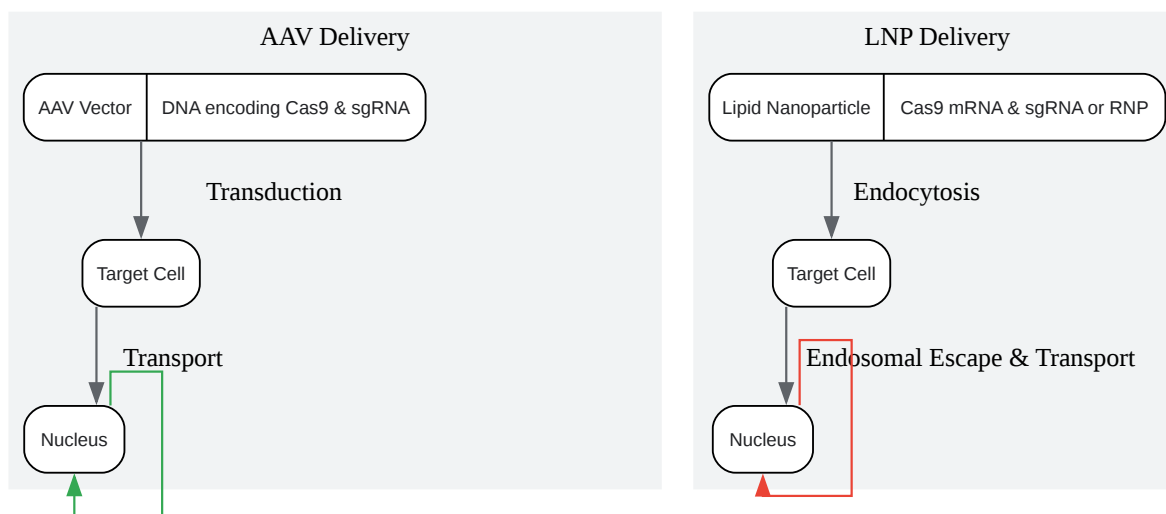 AAV Delivery
AAV Vector
DNA encoding Cas9 & sgRNA
Transduction
Target Cell
Transport
Nucleus
LNP Delivery
Lipid Nanoparticle
Cas9 mRNA & sgRNA or RNP
Endocytosis
Target Cell
Endosomal Escape & Transport
Nucleus